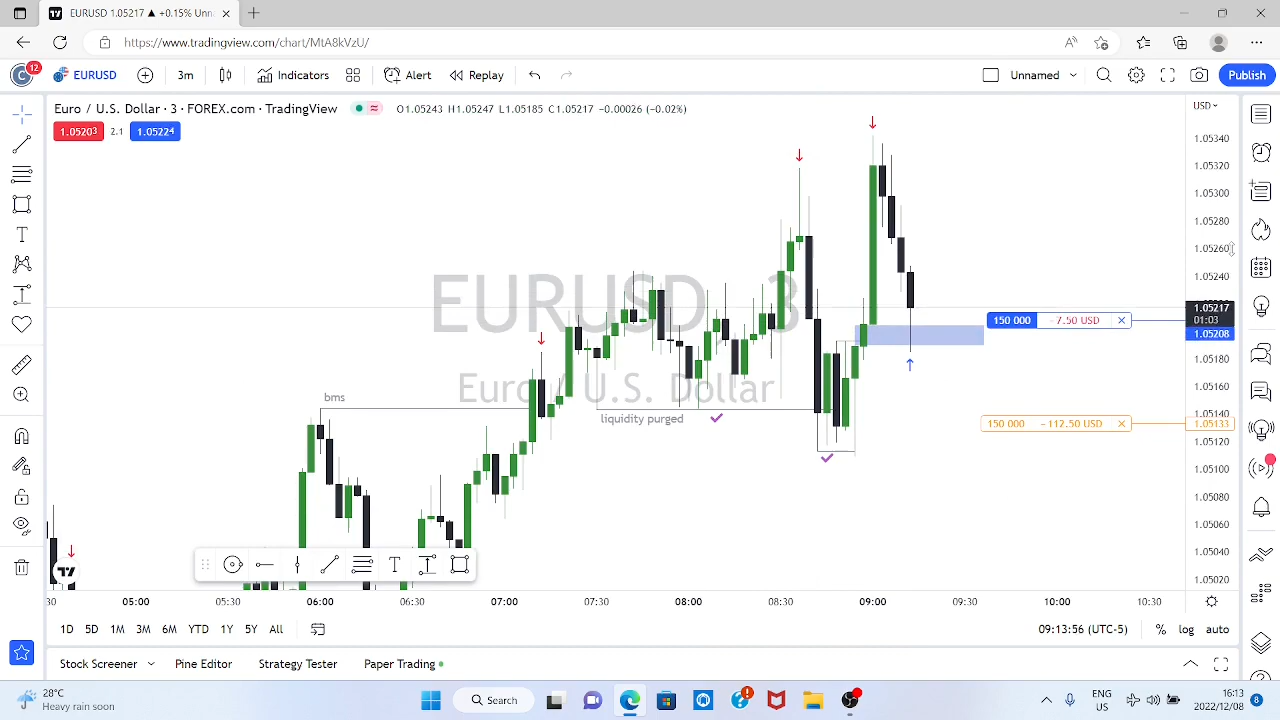 EURUSD 1.05217 ▲ +0.15% Unn
https://www.tradingview.com/chart/MtA8kVzU/
C 12
EURUSD
3m
Indicators
Alert
Replay
Unnamed
Publish
Euro / U.S. Dollar · 3 · FOREX.com · TradingView
O1.05243 H1.05247 L1.05185 C1.05217 −0.00026 (−0.02%)
USD
1.05203
2.1
1.05224
1.05340
1.05320
1.05300
1.05280
1.05260
1.05240
EURUSD, 3
Euro / U.S. Dollar
1.05217
01:03
150 000 −7.50 USD
1.05208
1.05180
1.05160
bms
1.05140
liquidity purged
150 000 −112.50 USD
1.05133
1.05120
1.05100
1.05080
1.05060
1.05040
1.05020
:30 05:00 05:30 06:00 06:30 07:00 07:30 08:00 08:30 09:00 09:30 10:00 10:30
1D 5D 1M 3M 6M YTD 1Y 5Y All
09:13:56 (UTC-5)
% log auto
Stock Screener
Pine Editor
Strategy Tester
Paper Trading
28°C
Heavy rain soon
Search
ENG
US
16:13
2022/12/08
8